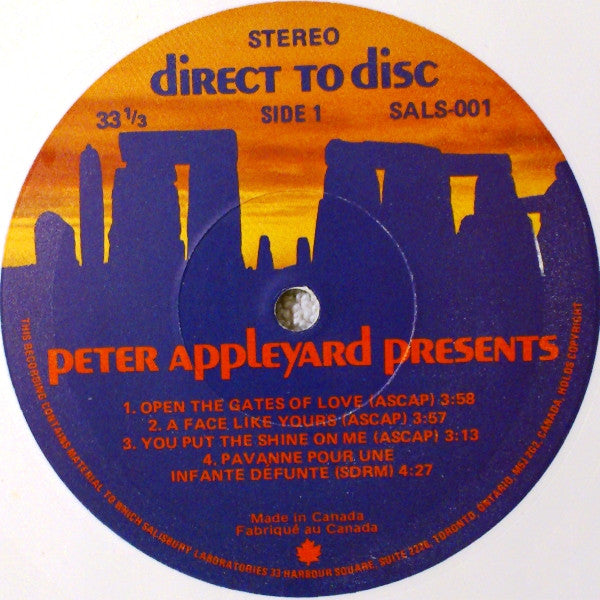 STEREO
direct to disc
33 1/3 SIDE 1 SALS-001
peter appleyard presents
1. OPEN THE GATES OF LOVE (ASCAP) 3:58
2. A FACE LIKE YOURS (ASCAP) 3:57
3. YOU PUT THE SHINE ON ME (ASCAP) 3:13
4. PAVANNE POUR UNE
INFANTE DÉFUNTE (SDRM) 4:27
Made in Canada
Fabriqué au Canada
THIS RECORDING CONTAINS MATERIAL TO WHICH SALISBURY LABORATORIES 33 HARBOUR SQUARE, SUITE 2226, TORONTO, ONTARIO, M5J 2G1, CANADA, HOLDS COPYRIGHT